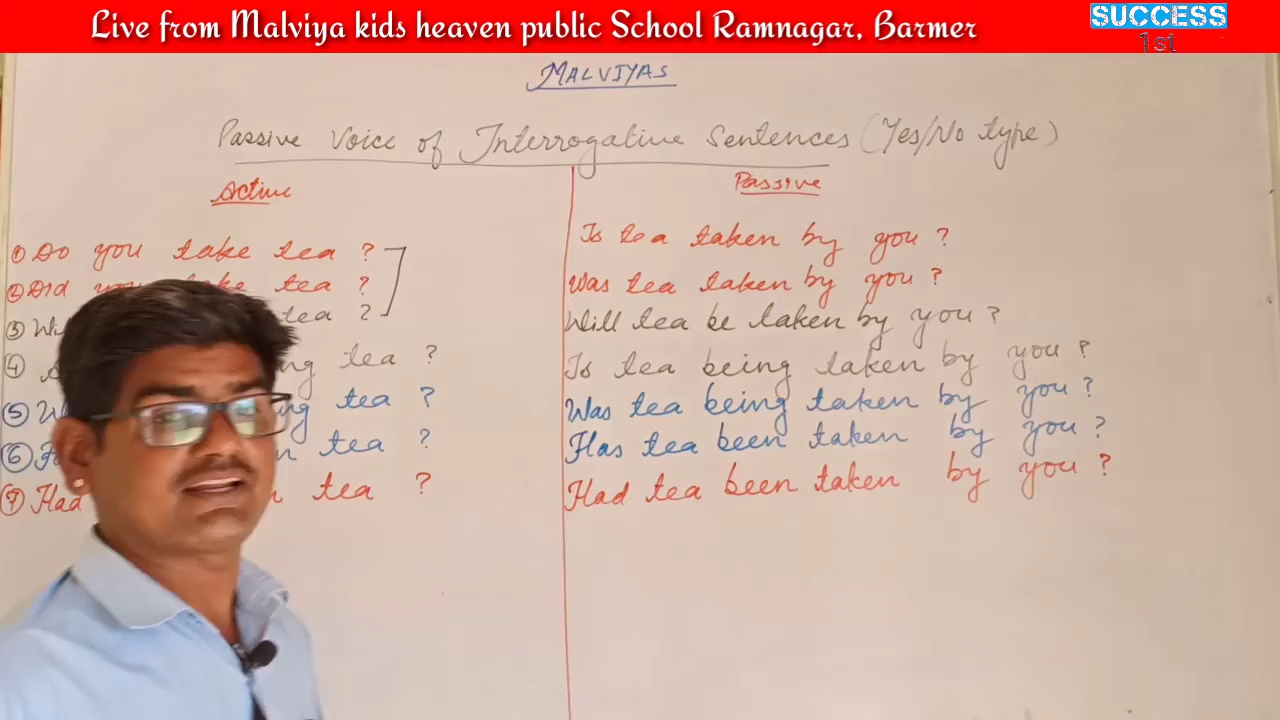 Live from Malviya kids heaven public School Ramnagar, Barmer
SUCCESS
1st
MALVIYAS
Passive Voice of Interrogative Sentences (Yes/No type)
Active
Passive
① Do you take tea ?
Is tea taken by you ?
② Did you take tea ?
Was tea taken by you ?
③ tea ?
Will tea be taken by you ?
④ tea ?
Is tea being taken by you ?
⑤ tea ?
Was tea being taken by you ?
⑥ tea ?
Has tea been taken by you ?
⑦ Had tea ?
Had tea been taken by you ?